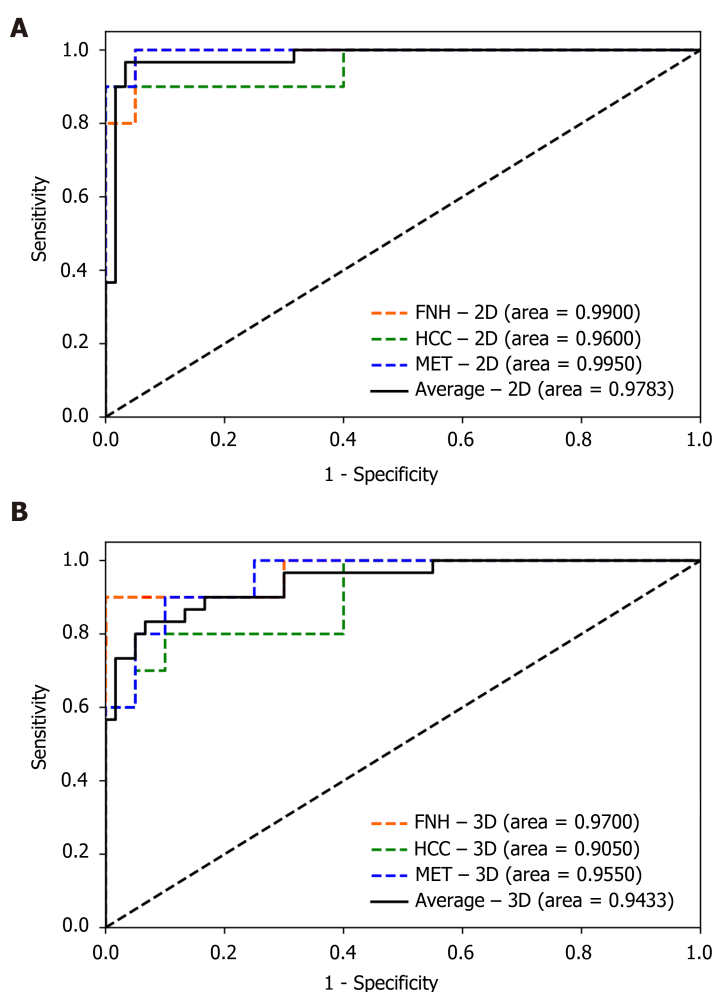 A
1.0
0.8
0.6
0.4
0.2
0.0
Sensitivity
FNH – 2D (area = 0.9900)
HCC – 2D (area = 0.9600)
MET – 2D (area = 0.9950)
Average – 2D (area = 0.9783)
0.0 0.2 0.4 0.6 0.8 1.0
1 - Specificity
B
1.0
0.8
0.6
0.4
0.2
0.0
Sensitivity
FNH – 3D (area = 0.9700)
HCC – 3D (area = 0.9050)
MET – 3D (area = 0.9550)
Average – 3D (area = 0.9433)
0.0 0.2 0.4 0.6 0.8 1.0
1 - Specificity